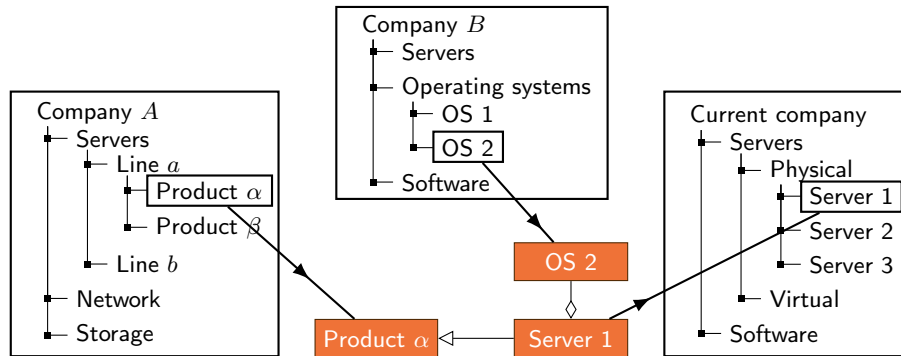 Company A
Servers
Line a
Product α
Product β
Line b
Network
Storage
Company B
Servers
Operating systems
OS 1
OS 2
Software
Current company
Servers
Physical
Server 1
Server 2
Server 3
Virtual
Software
OS 2
Product α
Server 1